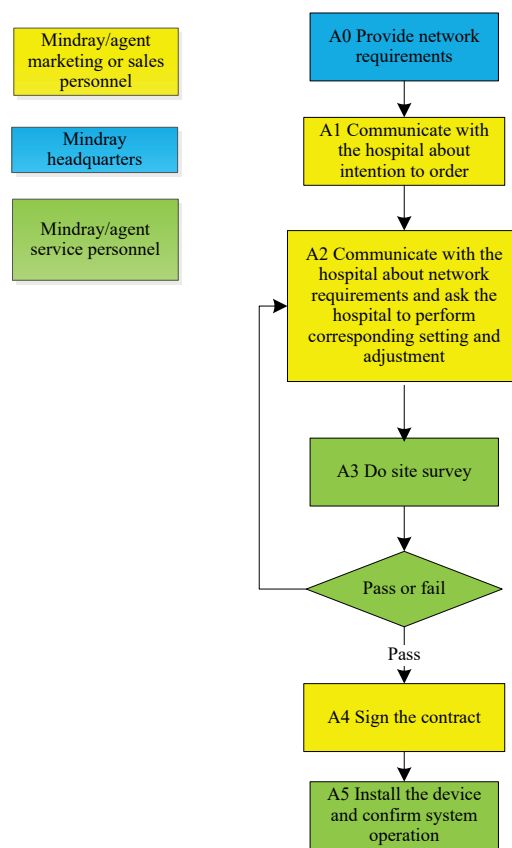 Mindray/agent
marketing or sales
personnel
Mindray
headquarters
Mindray/agent
service personnel
A0 Provide network
requirements
A1 Communicate with
the hospital about
intention to order
A2 Communicate with the
hospital about network
requirements and ask the
hospital to perform
corresponding setting and
adjustment
A3 Do site survey
Pass or fail
Pass
A4 Sign the contract
A5 Install the device
and confirm system
operation